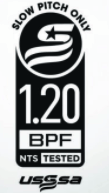 SLOW PITCH ONLY
1.20
BPF
NTS TESTED
USSSA